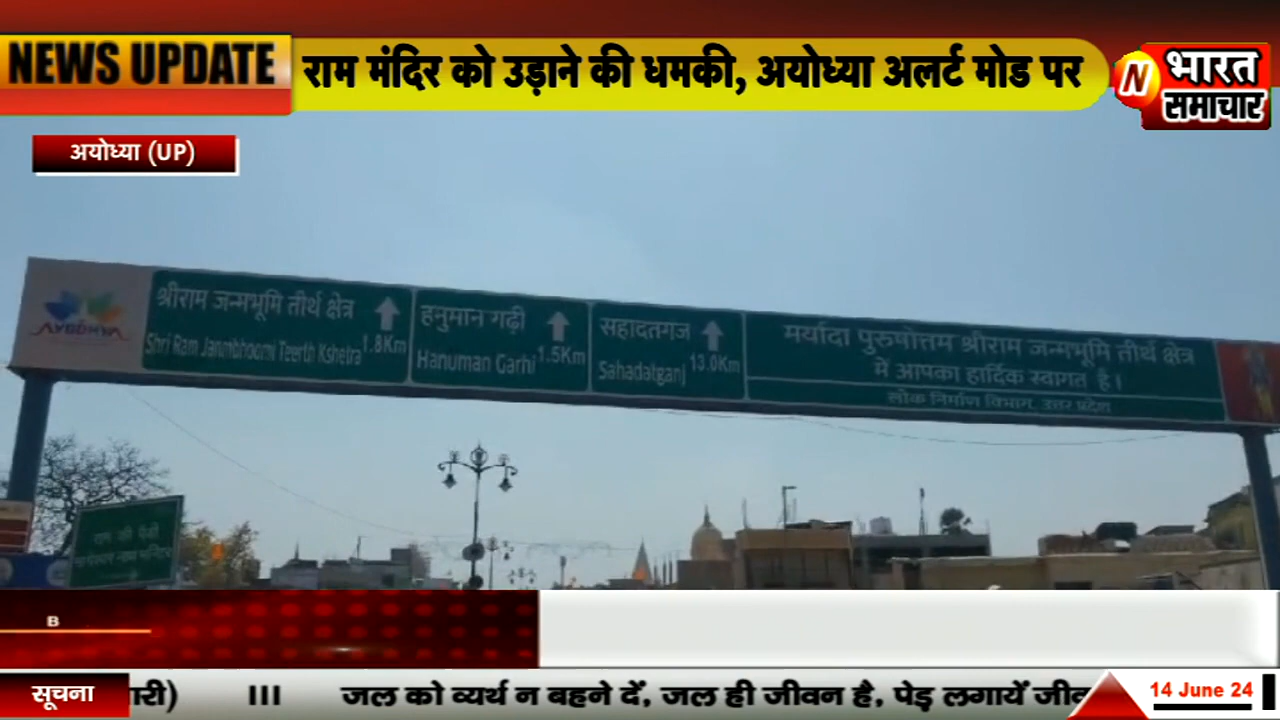 NEWS UPDATE
राम मंदिर को उड़ाने की धमकी, अयोध्या अलर्ट मोड पर
N भारत
समाचार
अयोध्या (UP)
AYODHYA
श्रीराम जन्मभूमि तीर्थ क्षेत्र
Shri Ram Janmbhoomi Teerth Kshetra 1.8Km
हनुमान गढ़ी
Hanuman Garhi 1.5Km
सहादतगंज
Sahadatganj 13.0Km
मर्यादा पुरुषोत्तम श्रीराम जन्मभूमि तीर्थ क्षेत्र
में आपका हार्दिक स्वागत है।
लोक निर्माण विभाग, उत्तर प्रदेश
राम की पैड़ी
B
सूचना
ारी) III जल को व्यर्थ न बहने दें, जल ही जीवन है, पेड़ लगायें
14 June 24